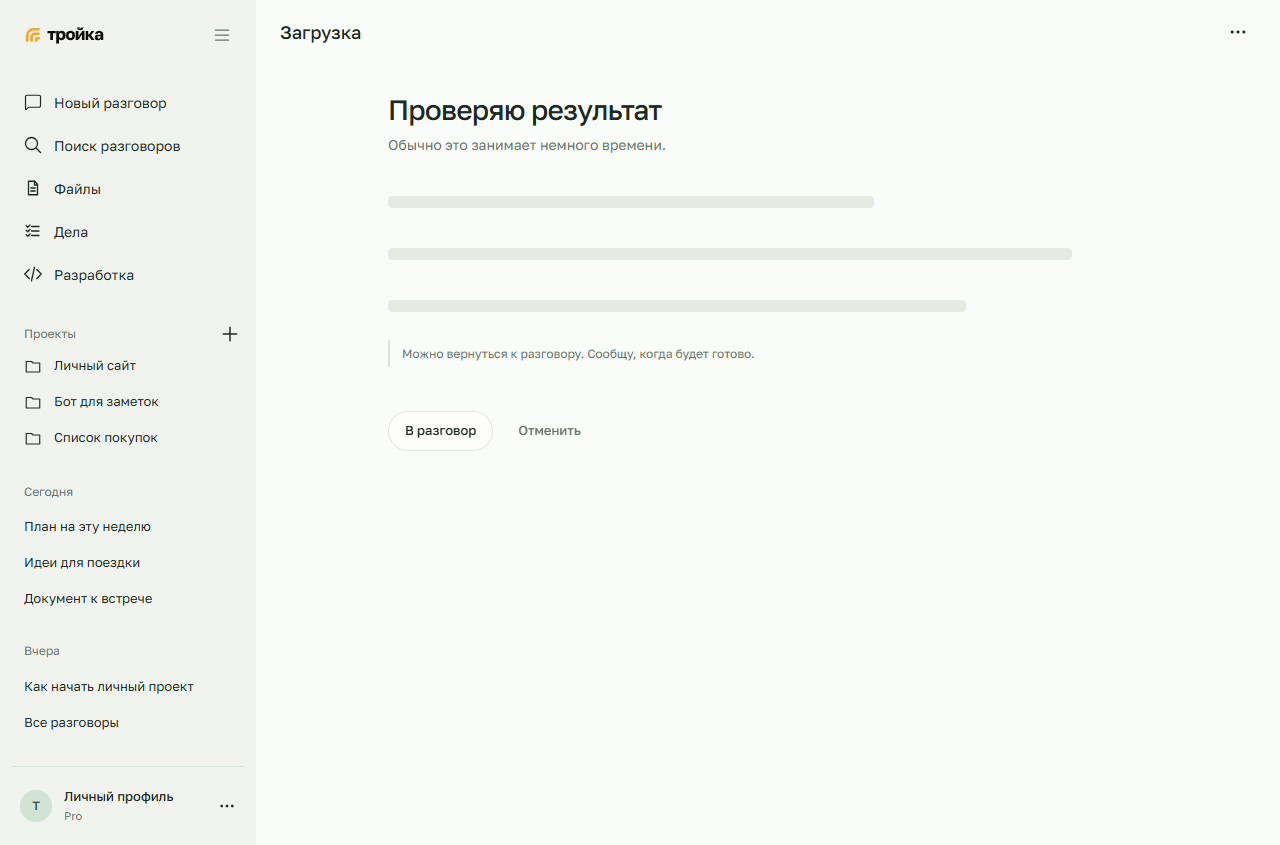 тройка
Новый разговор
Поиск разговоров
Файлы
Дела
Разработка
Проекты
Личный сайт
Бот для заметок
Список покупок
Сегодня
План на эту неделю
Идеи для поездки
Документ к встрече
Вчера
Как начать личный проект
Все разговоры
Т
Личный профиль
Pro
Загрузка
Проверяю результат
Обычно это занимает немного времени.
Можно вернуться к разговору. Сообщу, когда будет готово.
В разговор
Отменить